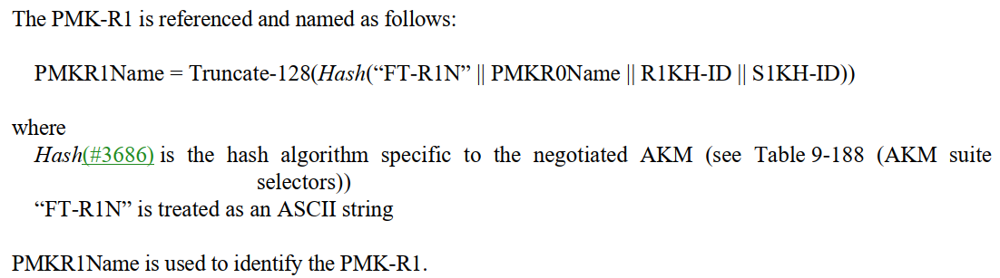 The PMK-R1 is referenced and named as follows:
PMKR1Name = Truncate-128(Hash(“FT-R1N” || PMKR0Name || R1KH-ID || S1KH-ID))
where
Hash(#3686) is the hash algorithm specific to the negotiated AKM (see Table 9-188 (AKM suite
selectors))
“FT-R1N” is treated as an ASCII string
PMKR1Name is used to identify the PMK-R1.